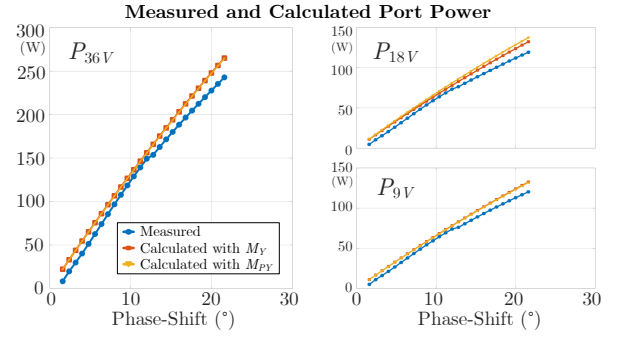 Measured and Calculated Port Power
300
(W)
250
200
150
100
50
0
P36V
Measured
Calculated with MY
Calculated with MPY
0 10 20 30
Phase-Shift (°)
150
(W)
100
50
0
P18V
150
(W)
100
50
0
P9V
0 10 20 30
Phase-Shift (°)